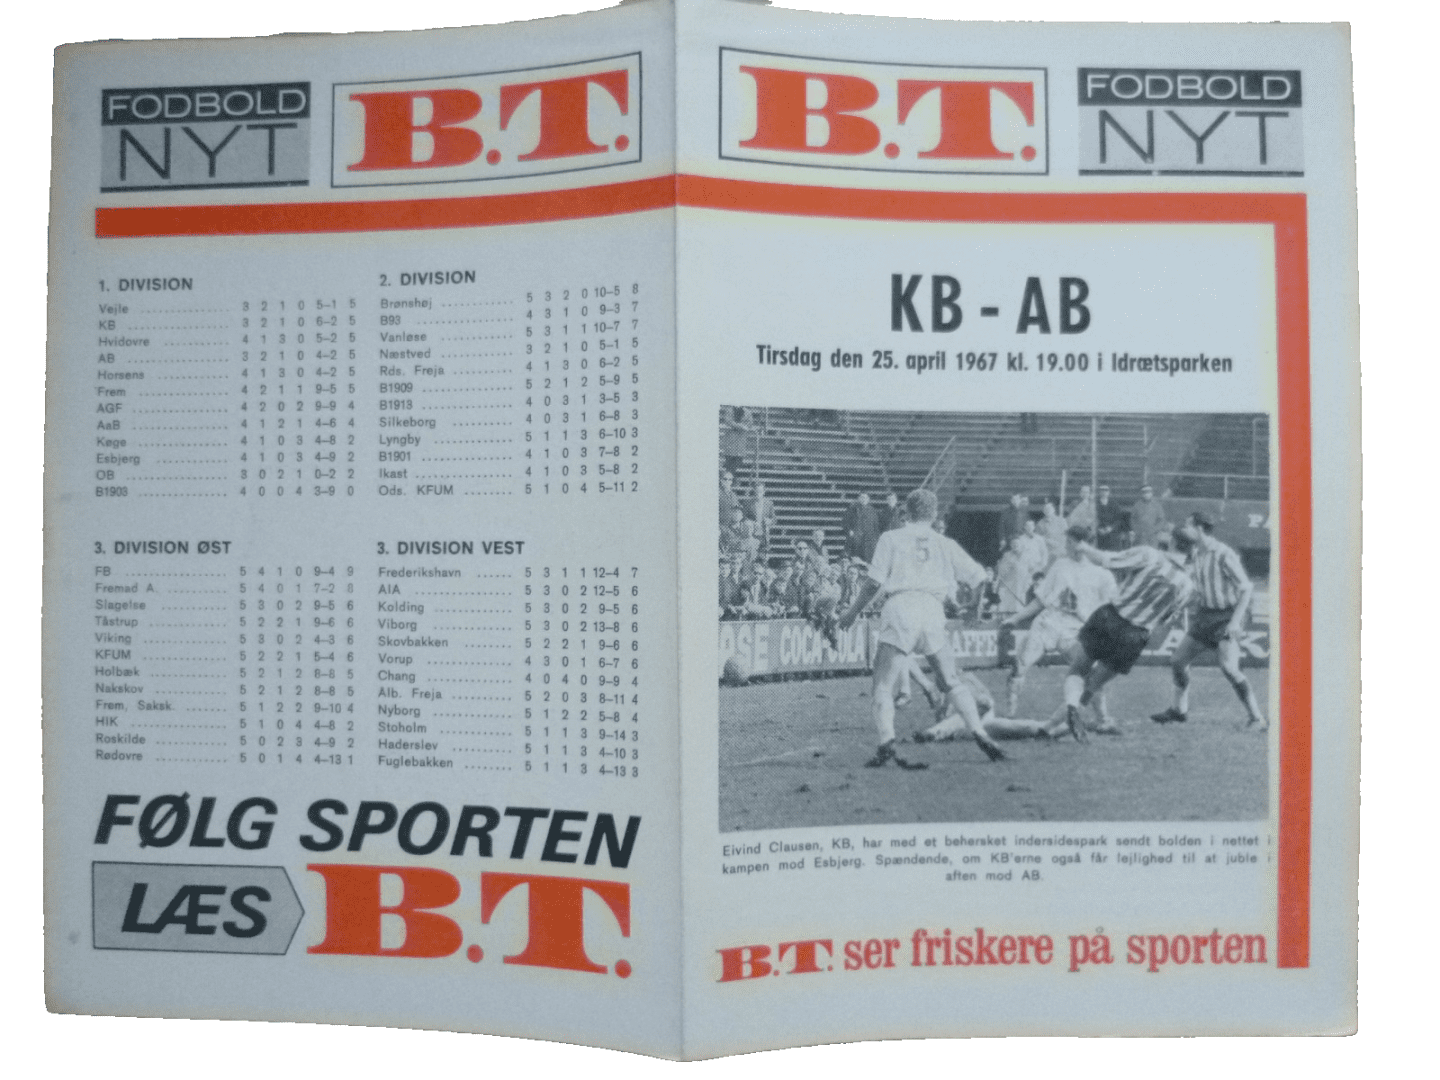 FODBOLD
NYT
B.T.
1. DIVISION
Vejle 3 2 1 0 5–1 5
KB 3 2 1 0 6–2 5
Hvidovre 4 1 3 0 5–2 5
AB 3 2 1 0 4–2 5
Horsens 4 1 3 0 4–2 5
Frem 4 2 1 1 9–5 5
AGF 4 2 0 2 9–9 4
AaB 4 1 2 1 4–6 4
Køge 4 1 0 3 4–8 2
Esbjerg 4 1 0 3 4–9 2
OB 3 0 2 1 0–2 2
B1903 4 0 0 4 3–9 0
2. DIVISION
Brønshøj 5 3 2 0 10–5 8
B93 4 3 1 0 9–3 7
Vanløse 5 3 1 1 10–7 7
Næstved 3 2 1 0 5–1 5
Rds. Freja 4 1 3 0 6–2 5
B1909 5 2 1 2 5–9 5
B1913 4 0 3 1 3–5 3
Silkeborg 4 0 3 1 6–8 3
Lyngby 5 1 1 3 6–10 3
B1901 4 1 0 3 7–8 2
Ikast 4 1 0 3 5–8 2
Ods. KFUM 5 1 0 4 5–11 2
3. DIVISION ØST
FB 5 4 1 0 9–4 9
Fremad A. 5 4 0 1 7–2 8
Slagelse 5 3 0 2 9–5 6
Tåstrup 5 2 2 1 9–6 6
Viking 5 3 0 2 4–3 6
KFUM 5 2 2 1 5–4 6
Holbæk 5 2 1 2 8–6 5
Nakskov 5 2 1 2 8–8 5
Frem, Saksk. 5 1 2 2 9–10 4
HIK 5 1 0 4 4–8 2
Roskilde 5 0 2 3 4–9 2
Rødovre 5 0 1 4 4–13 1
3. DIVISION VEST
Frederikshavn 5 3 1 1 12–4 7
AIA 5 3 0 2 12–5 6
Kolding 5 3 0 2 9–5 6
Viborg 5 3 0 2 13–8 6
Skovbakken 5 2 2 1 9–6 6
Vorup 4 3 0 1 6–7 6
Chang 4 0 4 0 9–9 4
Alb. Freja 5 2 0 3 8–11 4
Nyborg 5 1 2 2 5–8 4
Stoholm 5 1 1 3 9–14 3
Haderslev 5 1 1 3 4–10 3
Fuglebakken 5 1 1 3 4–13 3
FØLG SPORTEN
LÆS B.T.
B.T.
FODBOLD
NYT
KB - AB
Tirsdag den 25. april 1967 kl. 19.00 i Idrætsparken
5
COCA-COLA
KAFFE
Eivind Clausen, KB, har med et behersket indersidespark sendt bolden i nettet i
kampen mod Esbjerg. Spændende, om KB'erne også får lejlighed til at juble i
aften mod AB.
B.T. ser friskere på sporten